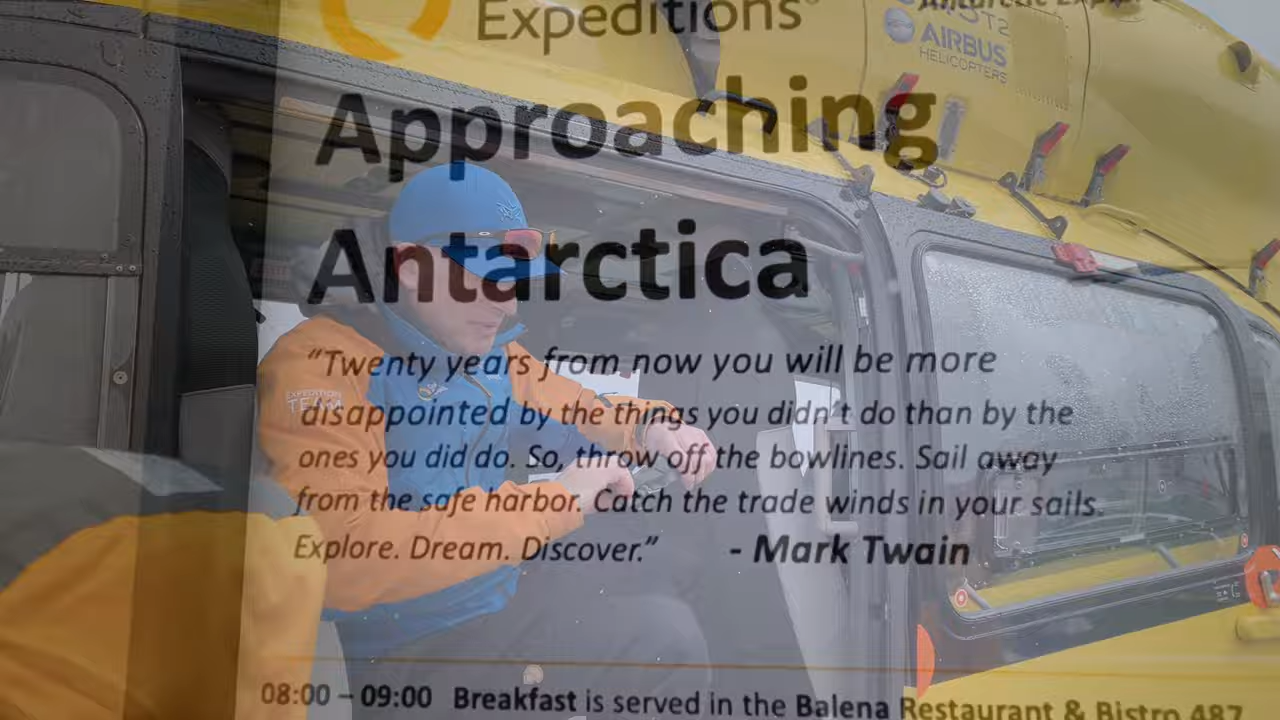 Expeditions
T2
AIRBUS
HELICOPTERS
Approaching
Antarctica
“Twenty years from now you will be more
disappointed by the things you didn’t do than by the
ones you did do. So, throw off the bowlines. Sail away
from the safe harbor. Catch the trade winds in your sails.
Explore. Dream. Discover.” - Mark Twain
EXPEDITION
TEAM
08:00 – 09:00 Breakfast is served in the Balena Restaurant & Bistro 487